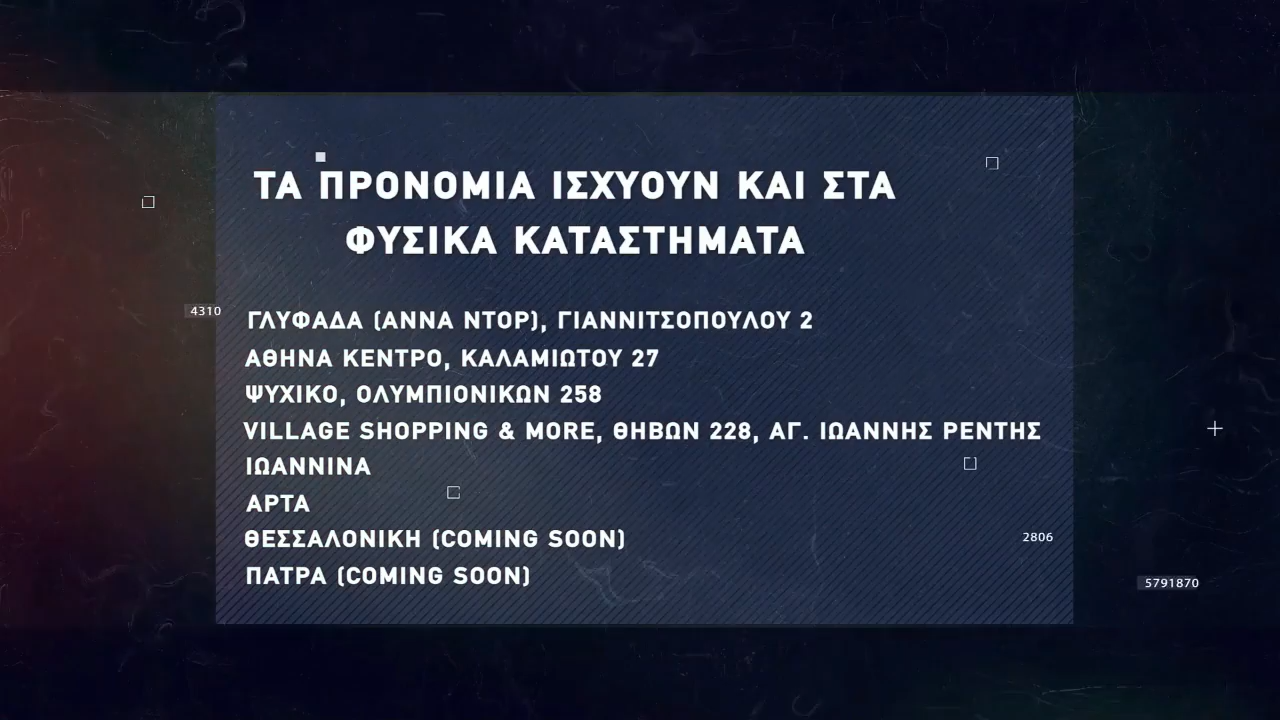 ΤΑ ΠΡΟΝΟΜΙΑ ΙΣΧΥΟΥΝ ΚΑΙ ΣΤΑ
ΦΥΣΙΚΑ ΚΑΤΑΣΤΗΜΑΤΑ
4310
ΓΛΥΦΑΔΑ (ΑΝΝΑ ΝΤΟΡ), ΓΙΑΝΝΙΤΣΟΠΟΥΛΟΥ 2
ΑΘΗΝΑ ΚΕΝΤΡΟ, ΚΑΛΑΜΙΩΤΟΥ 27
ΨΥΧΙΚΟ, ΟΛΥΜΠΙΟΝΙΚΩΝ 258
VILLAGE SHOPPING & MORE, ΘΗΒΩΝ 228, ΑΓ. ΙΩΑΝΝΗΣ ΡΕΝΤΗΣ
ΙΩΑΝΝΙΝΑ
ΑΡΤΑ
ΘΕΣΣΑΛΟΝΙΚΗ (COMING SOON)
2806
ΠΑΤΡΑ (COMING SOON)
5791870